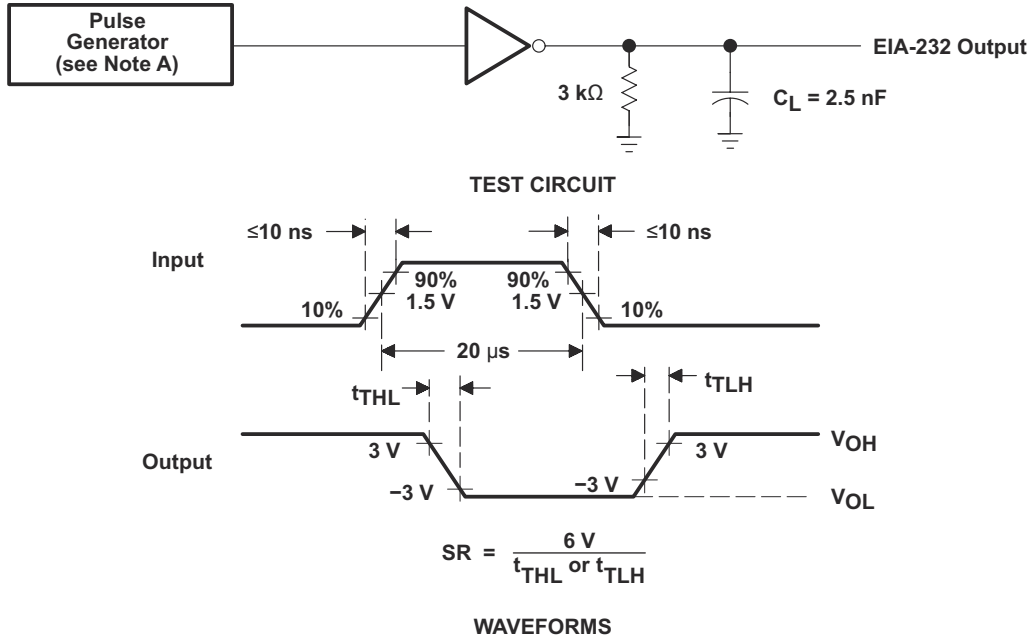 Pulse
Generator
(see Note A)
EIA-232 Output
3 kΩ
CL = 2.5 nF
TEST CIRCUIT
≤10 ns
≤10 ns
Input
90%
90%
1.5 V
1.5 V
10%
10%
20 µs
tTHL
tTLH
Output
3 V
3 V
VOH
−3 V
−3 V
VOL
SR = 6 V
tTHL or tTLH
WAVEFORMS